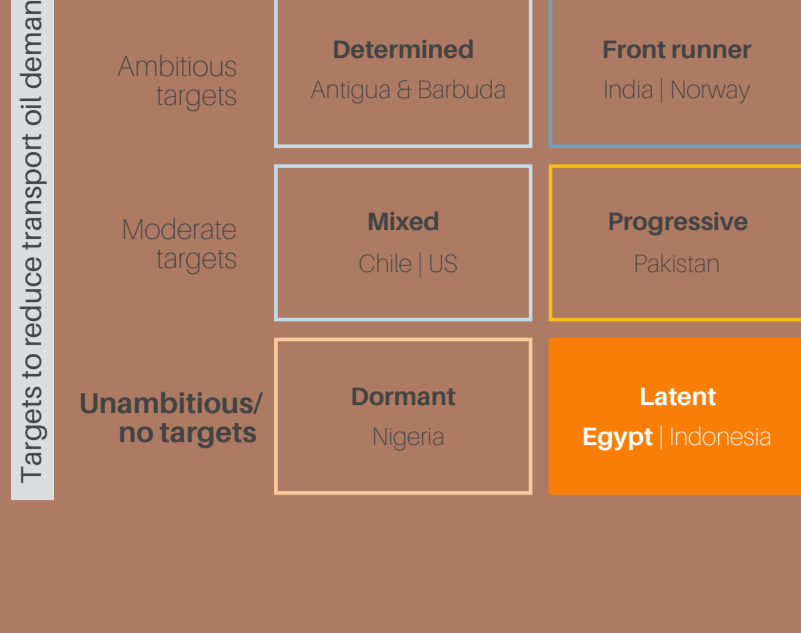 Targets to reduce transport oil deman
Ambitious
targets
Determined
Antigua & Barbuda
Front runner
India | Norway
Moderate
targets
Mixed
Chile | US
Progressive
Pakistan
Unambitious/
no targets
Dormant
Nigeria
Latent
Egypt | Indonesia